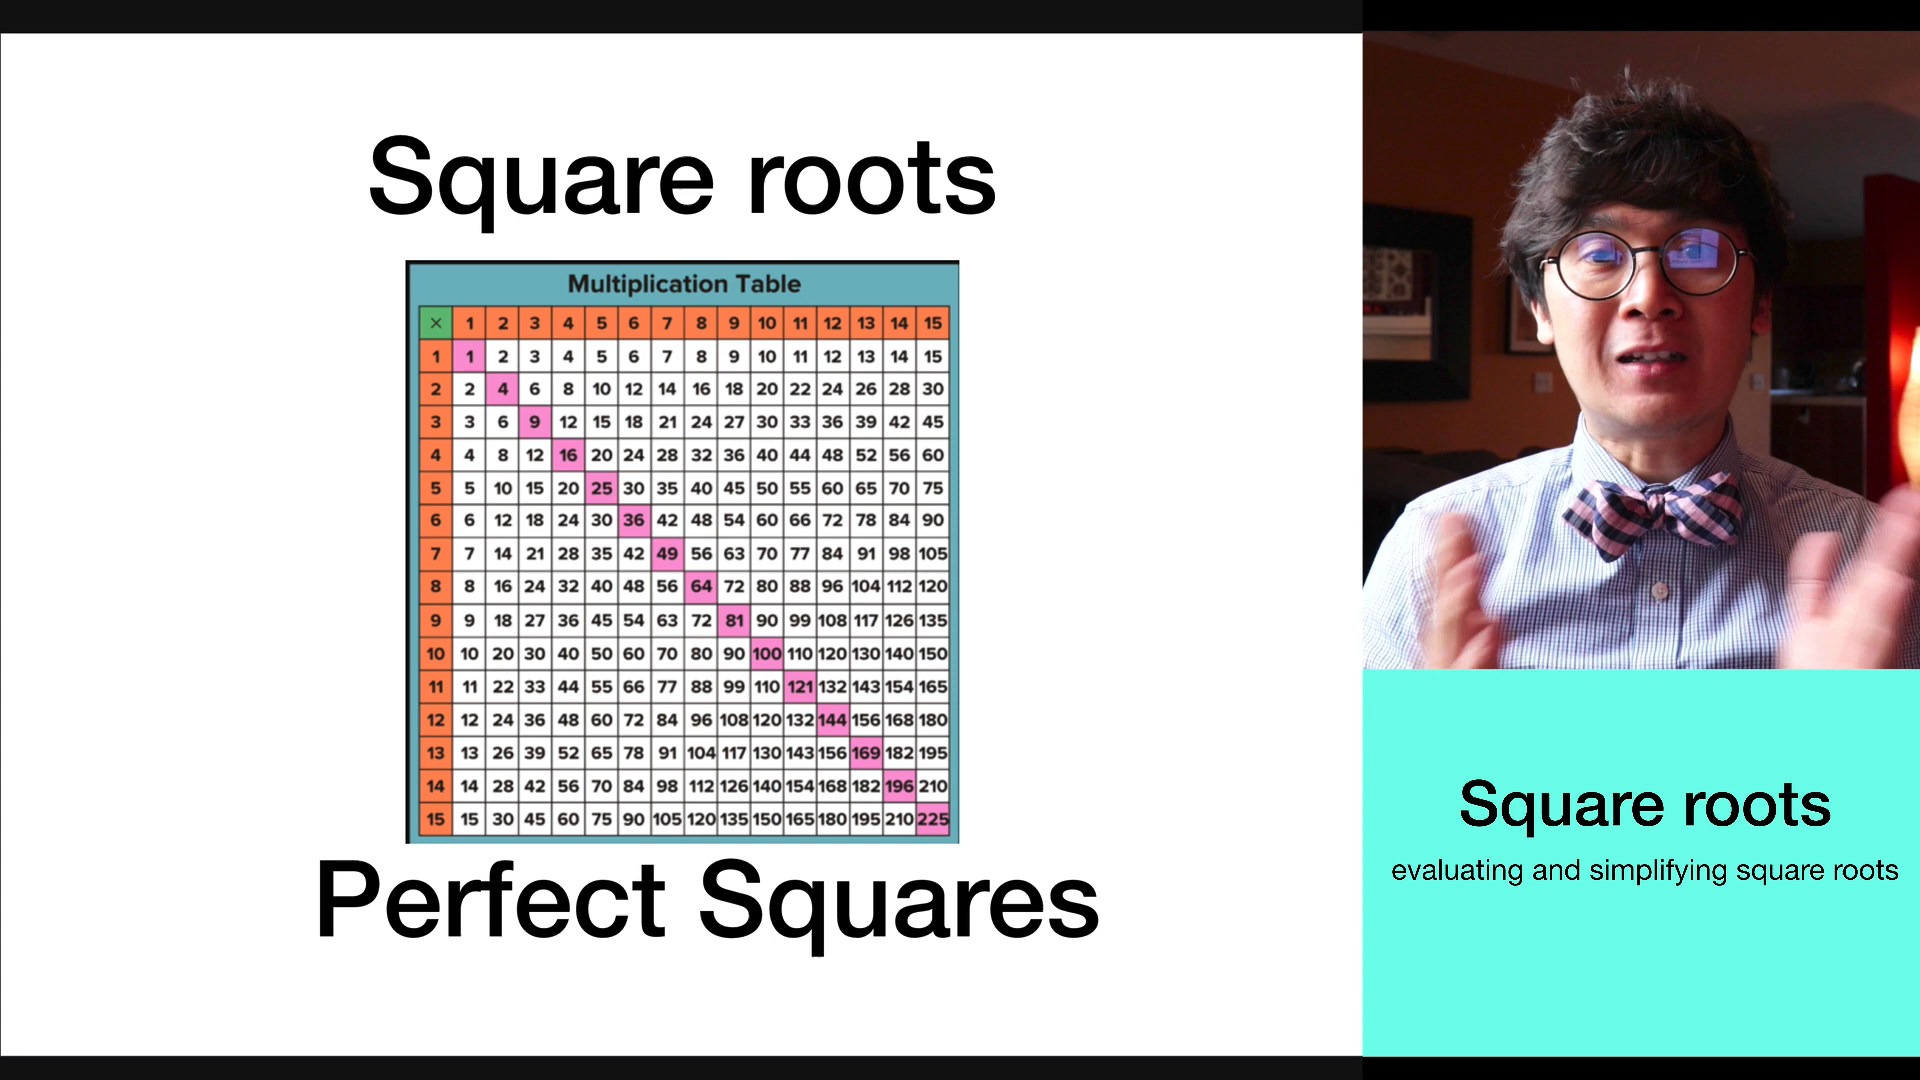 Square roots
Multiplication Table
× 1 2 3 4 5 6 7 8 9 10 11 12 13 14 15
1 1 2 3 4 5 6 7 8 9 10 11 12 13 14 15
2 2 4 6 8 10 12 14 16 18 20 22 24 26 28 30
3 3 6 9 12 15 18 21 24 27 30 33 36 39 42 45
4 4 8 12 16 20 24 28 32 36 40 44 48 52 56 60
5 5 10 15 20 25 30 35 40 45 50 55 60 65 70 75
6 6 12 18 24 30 36 42 48 54 60 66 72 78 84 90
7 7 14 21 28 35 42 49 56 63 70 77 84 91 98 105
8 8 16 24 32 40 48 56 64 72 80 88 96 104 112 120
9 9 18 27 36 45 54 63 72 81 90 99 108 117 126 135
10 10 20 30 40 50 60 70 80 90 100 110 120 130 140 150
11 11 22 33 44 55 66 77 88 99 110 121 132 143 154 165
12 12 24 36 48 60 72 84 96 108 120 132 144 156 168 180
13 13 26 39 52 65 78 91 104 117 130 143 156 169 182 195
14 14 28 42 56 70 84 98 112 126 140 154 168 182 196 210
15 15 30 45 60 75 90 105 120 135 150 165 180 195 210 225
Perfect Squares
Square roots
evaluating and simplifying square roots